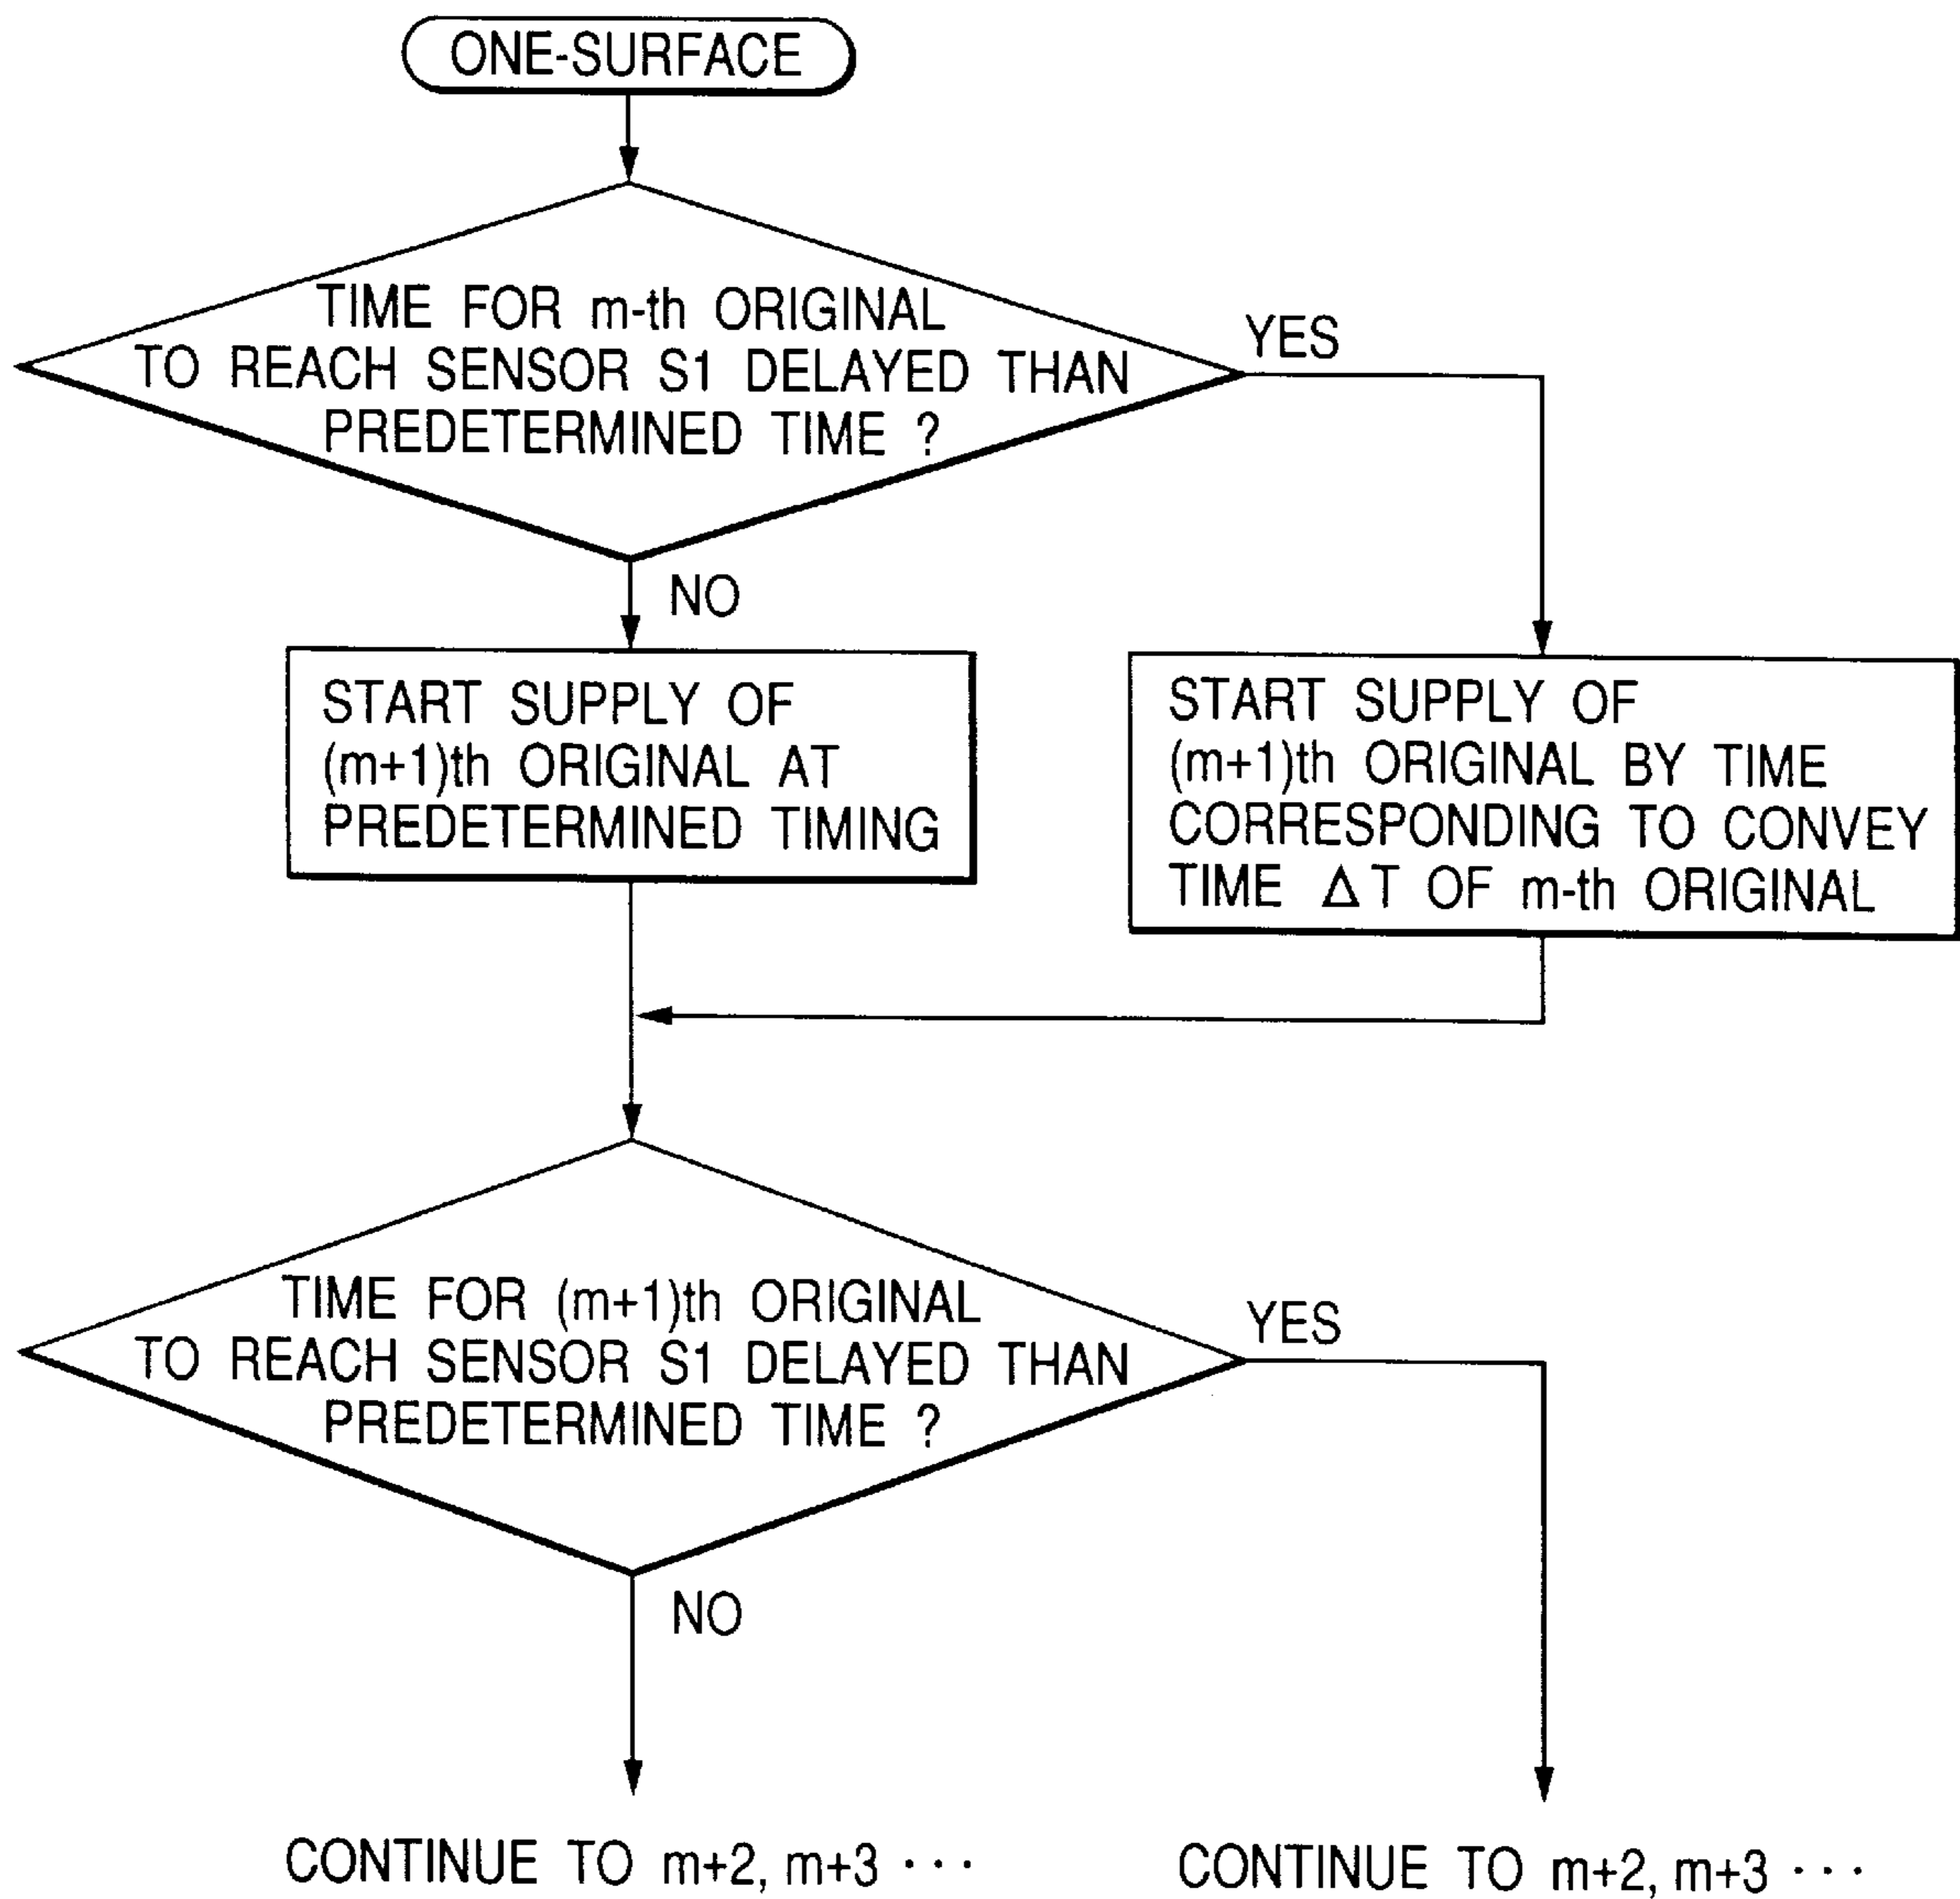 ONE-SURFACE
TIME FOR m-th ORIGINAL
TO REACH SENSOR S1 DELAYED THAN
PREDETERMINED TIME ?
YES
NO
START SUPPLY OF
(m+1)th ORIGINAL AT
PREDETERMINED TIMING
START SUPPLY OF
(m+1)th ORIGINAL BY TIME
CORRESPONDING TO CONVEY
TIME ΔT OF m-th ORIGINAL
TIME FOR (m+1)th ORIGINAL
TO REACH SENSOR S1 DELAYED THAN
PREDETERMINED TIME ?
YES
NO
CONTINUE TO m+2, m+3 ···
CONTINUE TO m+2, m+3 ···